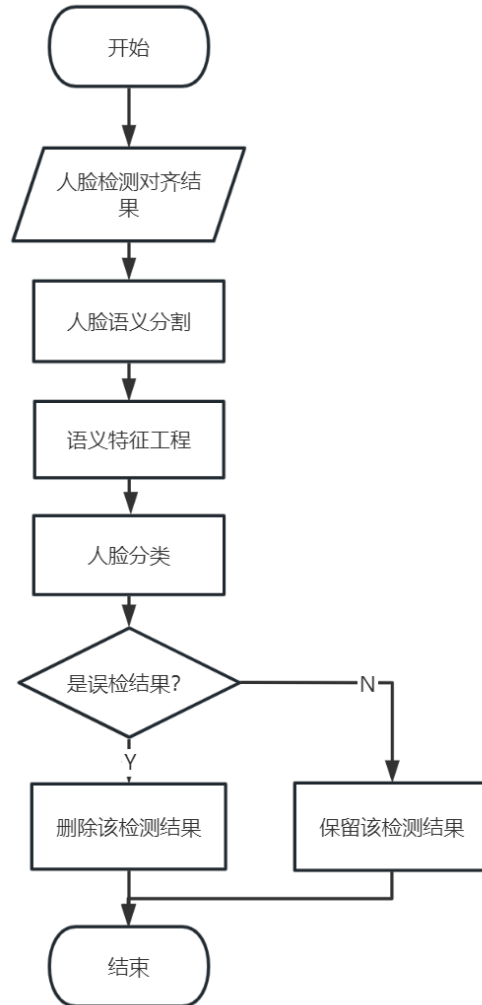 开始
人脸检测对齐结
果
人脸语义分割
语义特征工程
人脸分类
是误检结果?
N
Y
删除该检测结果
保留该检测结果
结束